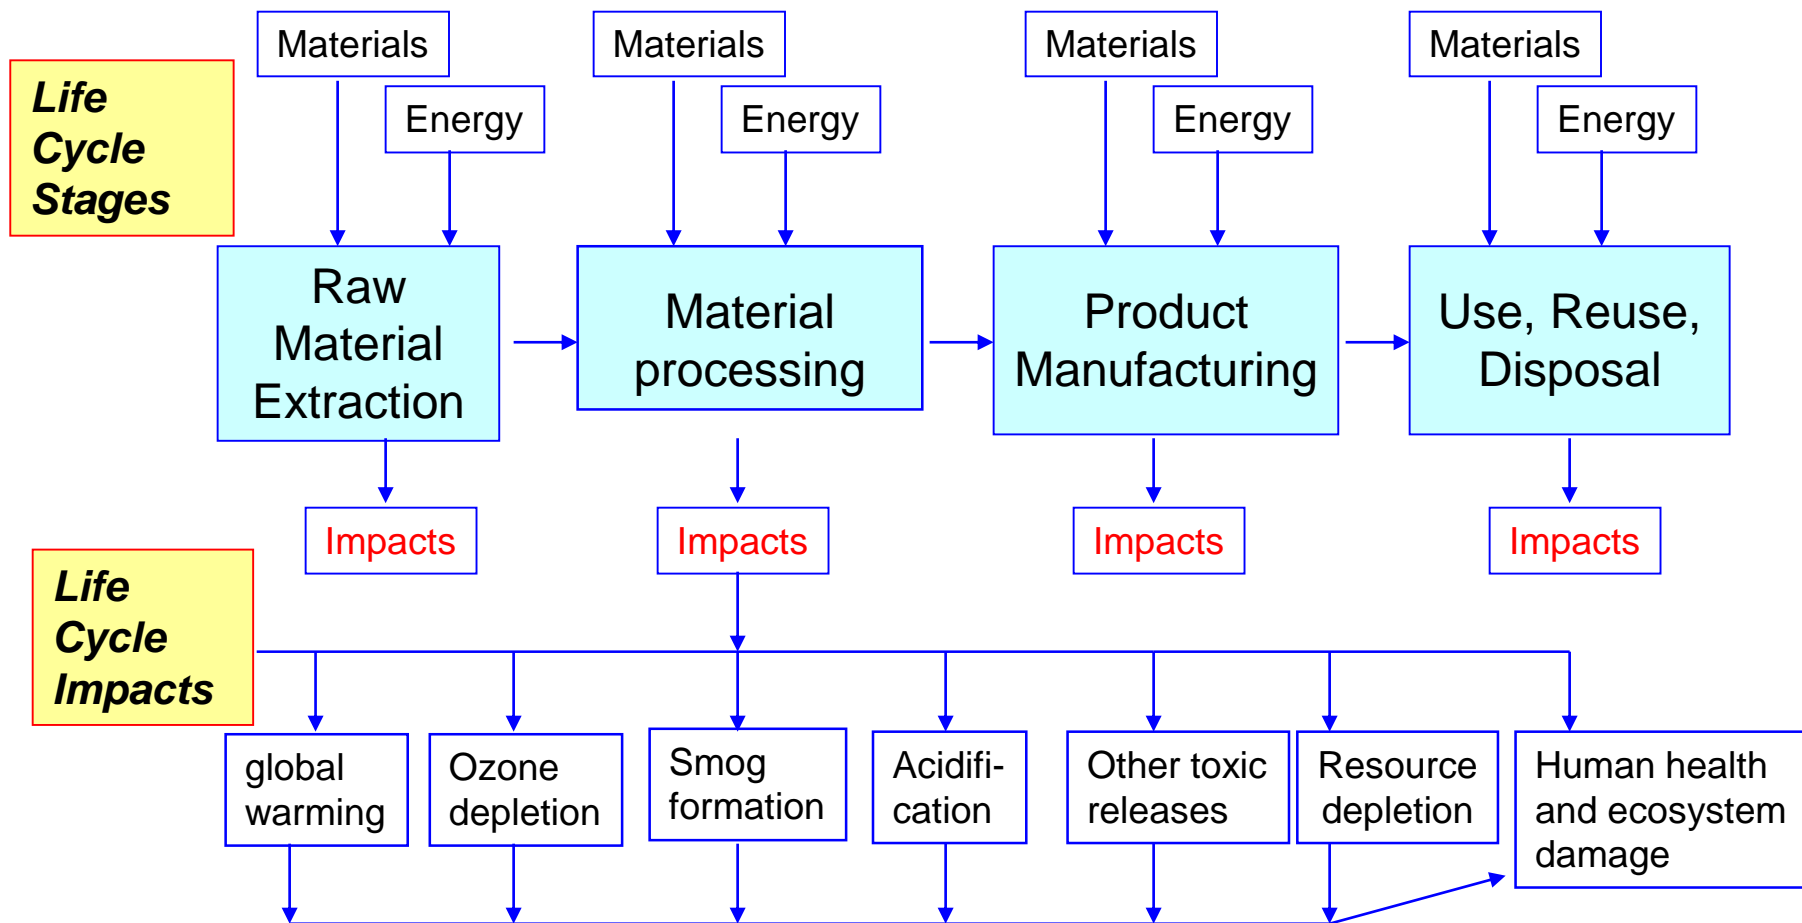 Materials
Materials
Materials
Materials
Life
Cycle
Stages
Energy
Energy
Energy
Energy
Raw
Material
Extraction
Material
processing
Product
Manufacturing
Use, Reuse,
Disposal
Impacts
Impacts
Impacts
Impacts
Life
Cycle
Impacts
global
warming
Ozone
depletion
Smog
formation
Acidifi-
cation
Other toxic
releases
Resource
depletion
Human health
and ecosystem
damage